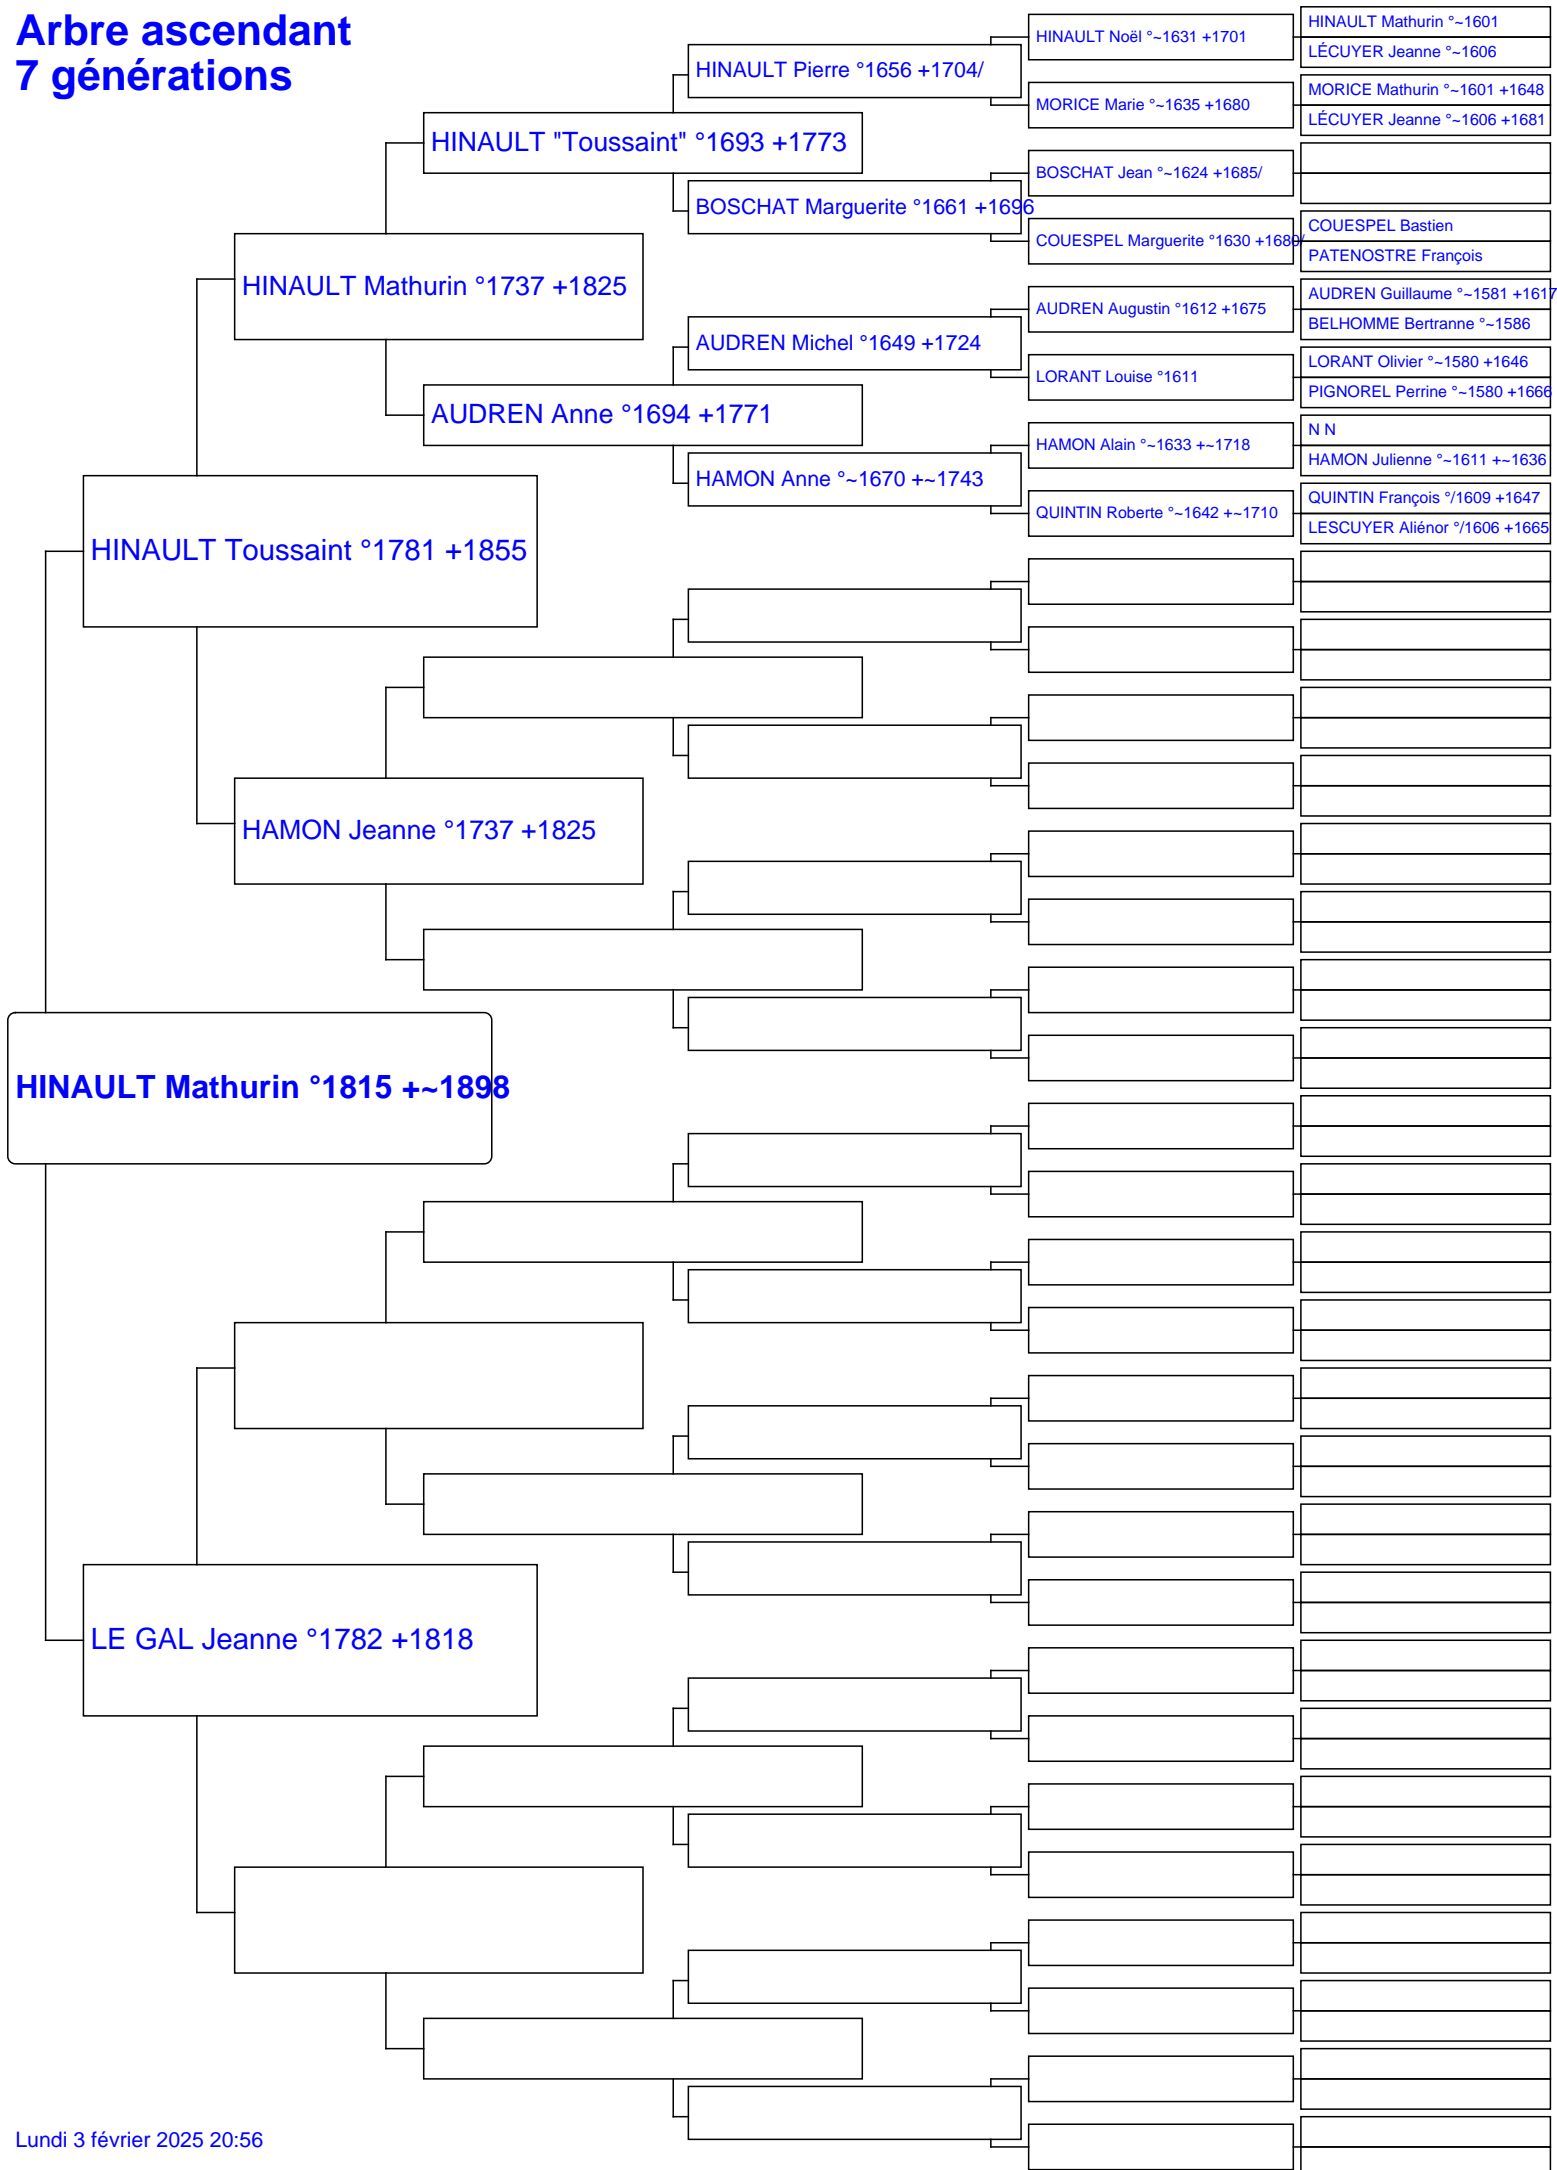 Arbre ascendant
7 générations
HINAULT Mathurin °1815 +~1898
HINAULT Toussaint °1781 +1855
LE GAL Jeanne °1782 +1818
HINAULT Mathurin °1737 +1825
HAMON Jeanne °1737 +1825
HINAULT "Toussaint" °1693 +1773
AUDREN Anne °1694 +1771
HINAULT Pierre °1656 +1704/
BOSCHAT Marguerite °1661 +1696
AUDREN Michel °1649 +1724
HAMON Anne °~1670 +~1743
HINAULT Noël °~1631 +1701
MORICE Marie °~1635 +1680
BOSCHAT Jean °~1624 +1685/
COUESPEL Marguerite °1630 +1680/
AUDREN Augustin °1612 +1675
LORANT Louise °1611
HAMON Alain °~1633 +~1718
QUINTIN Roberte °~1642 +~1710
HINAULT Mathurin °~1601
LÉCUYER Jeanne °~1606
MORICE Mathurin °~1601 +1648
LÉCUYER Jeanne °~1606 +1681
COUESPEL Bastien
PATENOSTRE François
AUDREN Guillaume °~1581 +1617
BELHOMME Bertranne °~1586
LORANT Olivier °~1580 +1646
PIGNOREL Perrine °~1580 +1666
N N
HAMON Julienne °~1611 +~1636
QUINTIN François °/1609 +1647
LESCUYER Aliénor °/1606 +1665
Lundi 3 février 2025 20:56